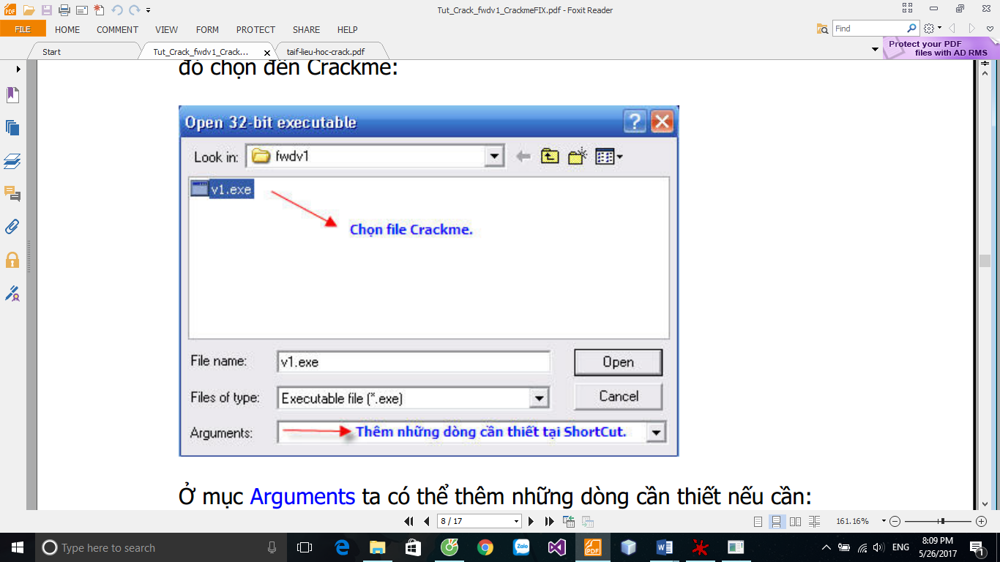 Tut_Crack_fwdv1_CrackmeFIX.pdf - Foxit Reader
FILE HOME COMMENT VIEW FORM PROTECT SHARE HELP
Find
Start
Tut_Crack_fwdv1_Crack...
taif-lieu-hoc-crack.pdf
Protect your PDF
files with AD RMS
đó chọn đến Crackme:
Open 32-bit executable
Look in: fwdv1
v1.exe
Chọn file Crackme.
File name: v1.exe
Open
Files of type: Executable file (*.exe)
Cancel
Arguments: Thêm những dòng cần thiết tại ShortCut.
Ở mục Arguments ta có thể thêm những dòng cần thiết nếu cần:
8 / 17
161.16%
Type here to search
Zalo
PDF
ENG
8:09 PM
5/26/2017
1